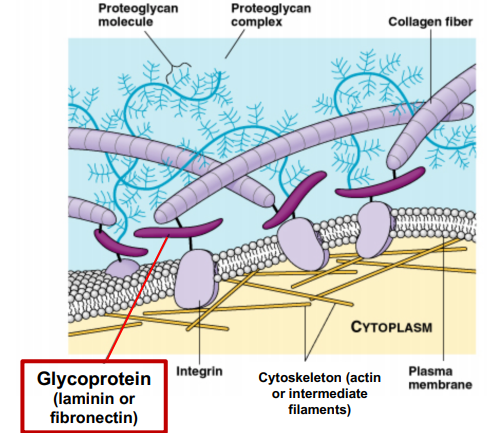 Proteoglycan
molecule
Proteoglycan
complex
Collagen fiber
CYTOPLASM
Glycoprotein
(laminin or
fibronectin)
Integrin
Cytoskeleton (actin
or intermediate
filaments)
Plasma
membrane